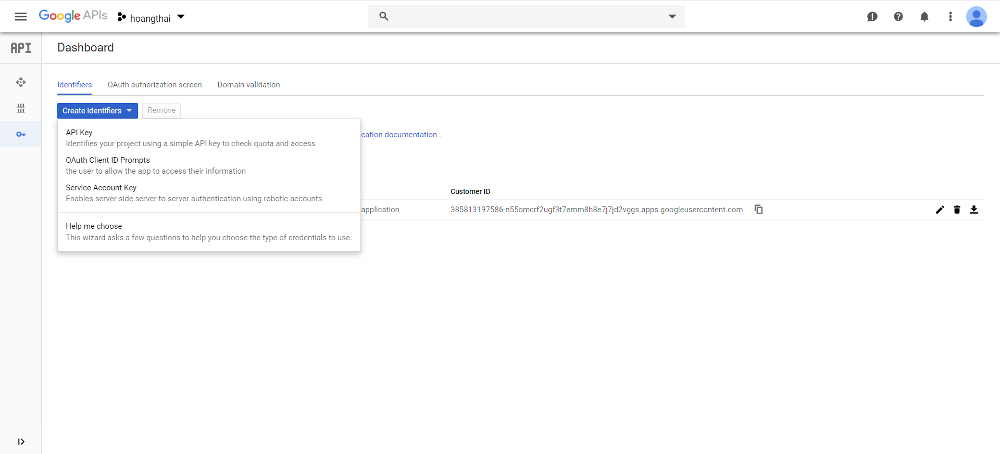 Google APIs
hoangthai
API
Dashboard
Identifiers
OAuth authorization screen
Domain validation
Create identifiers
Remove
API Key
Identifies your project using a simple API key to check quota and access
cation documentation .
OAuth Client ID Prompts
the user to allow the app to access their information
Service Account Key
Enables server-side server-to-server authentication using robotic accounts
Customer ID
application
385813197586-n55omcrf2ugf3t7emm8h8e7j7jd2vggs.apps.googleusercontent.com
Help me choose
This wizard asks a few questions to help you choose the type of credentials to use.